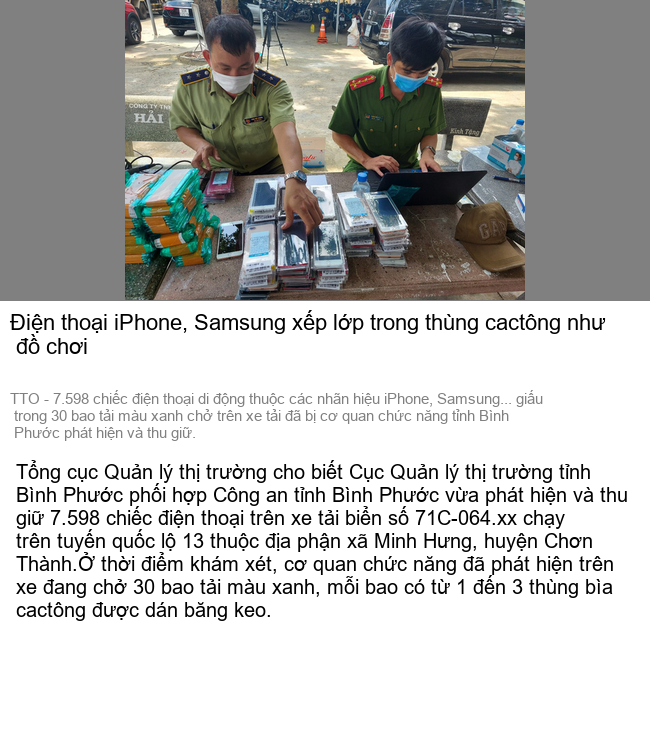 CÔNG TY TNH
HẢI
Kính Tặng
Điện thoại iPhone, Samsung xếp lớp trong thùng cactông như
đồ chơi
TTO - 7.598 chiếc điện thoại di động thuộc các nhãn hiệu iPhone, Samsung... giấu
trong 30 bao tải màu xanh chở trên xe tải đã bị cơ quan chức năng tỉnh Bình
Phước phát hiện và thu giữ.
Tổng cục Quản lý thị trường cho biết Cục Quản lý thị trường tỉnh
Bình Phước phối hợp Công an tỉnh Bình Phước vừa phát hiện và thu
giữ 7.598 chiếc điện thoại trên xe tải biển số 71C-064.xx chạy
trên tuyến quốc lộ 13 thuộc địa phận xã Minh Hưng, huyện Chơn
Thành.Ở thời điểm khám xét, cơ quan chức năng đã phát hiện trên
xe đang chở 30 bao tải màu xanh, mỗi bao có từ 1 đến 3 thùng bìa
cactông được dán băng keo.